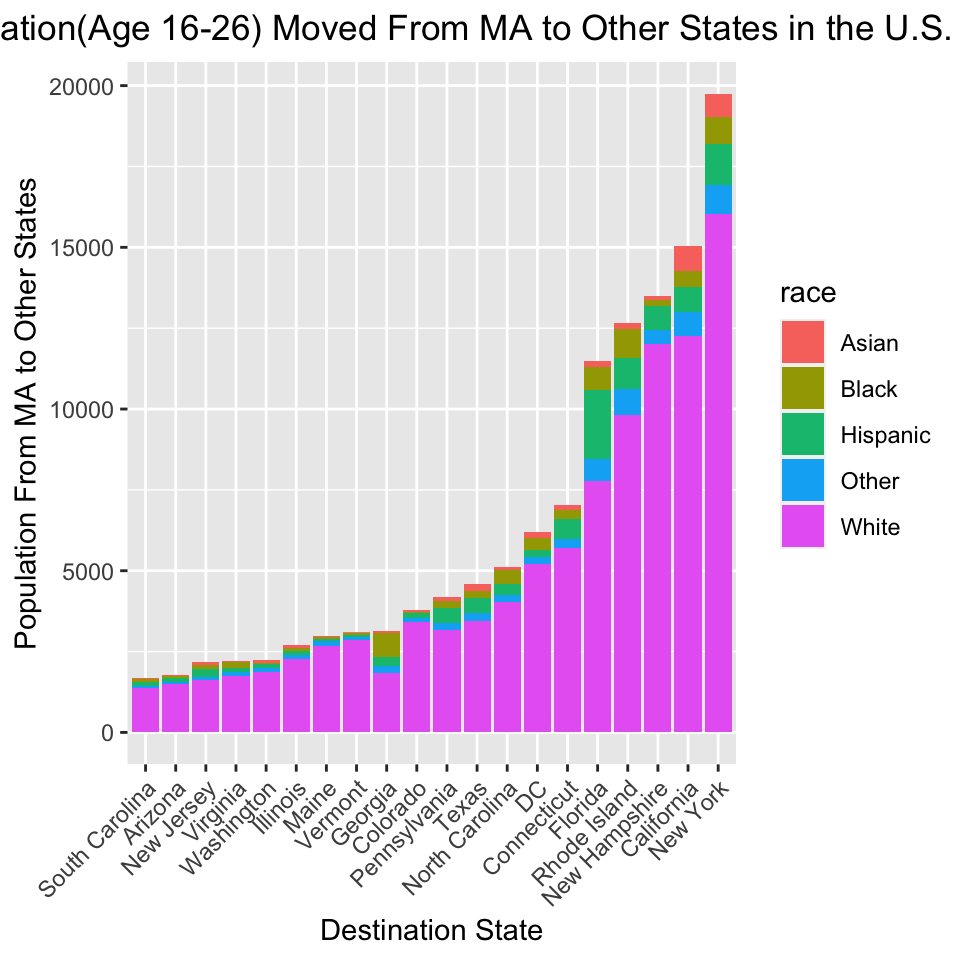 ation(Age 16-26) Moved From MA to Other States in the U.S.
Population From MA to Other States
20000
15000
10000
5000
0
South Carolina
Arizona
New Jersey
Virginia
Washington
Illinois
Maine
Vermont
Georgia
Colorado
Pennsylvania
Texas
North Carolina
DC
Connecticut
Florida
Rhode Island
New Hampshire
California
New York
Destination State
race
Asian
Black
Hispanic
Other
White